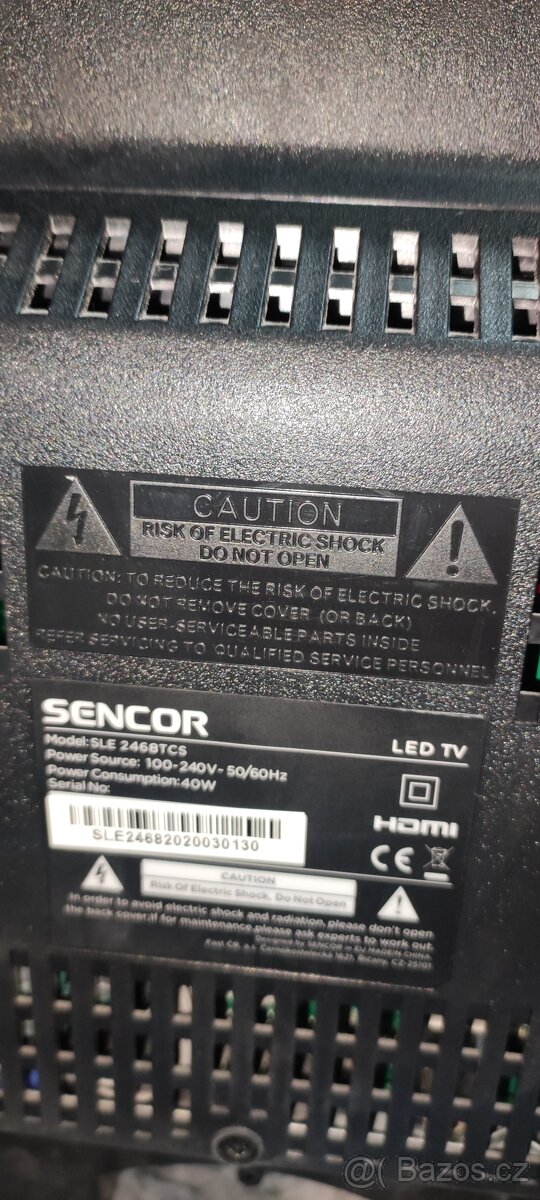 CAUTION
RISK OF ELECTRIC SHOCK
DO NOT OPEN
CAUTION: TO REDUCE THE RISK OF ELECTRIC SHOCK.
DO NOT REMOVE COVER (OR BACK)
NO USER-SERVICEABLE PARTS INSIDE
REFER SERVICING TO QUALIFIED SERVICE PERSONNEL
SENCOR
LED TV
Model: SLE 2468TCS
Power Source: 100-240V~50/60Hz
Power Consumption: 40W
Serial No:
SLE24682020030130
HDMI
CE
CAUTION
Risk Of Electric Shock, Do Not Open
In order to avoid electric shock and radiation, please don't open
the back cover;if for maintenance please ask experts to work out.
Bazos.cz